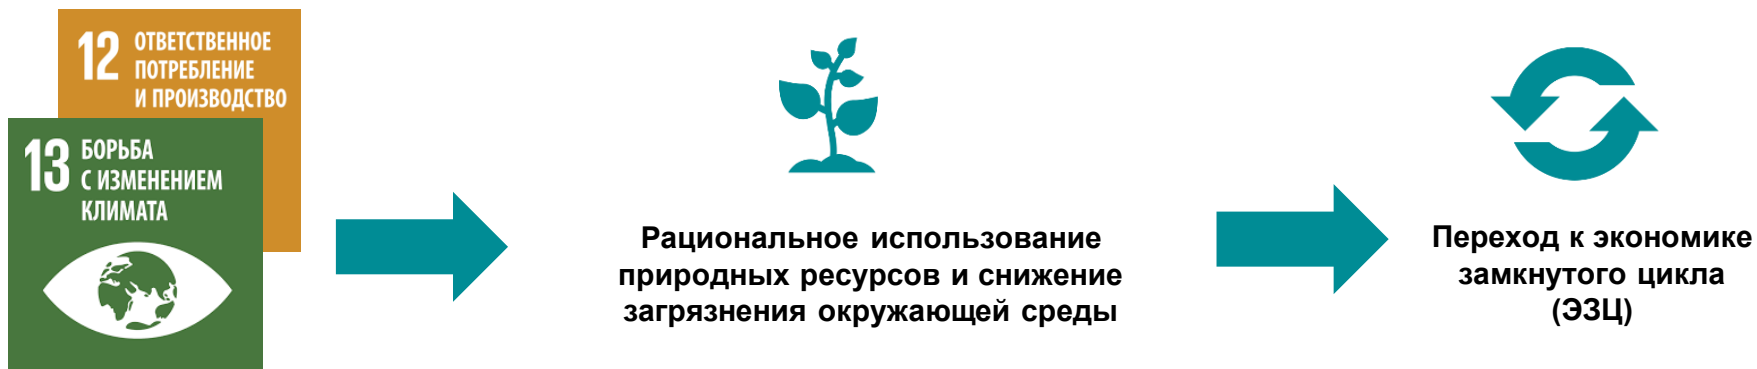 12 ОТВЕТСТВЕННОЕ
ПОТРЕБЛЕНИЕ
И ПРОИЗВОДСТВО
13 БОРЬБА
С ИЗМЕНЕНИЕМ
КЛИМАТА
Рациональное использование
природных ресурсов и снижение
загрязнения окружающей среды
Переход к экономике
замкнутого цикла
(ЭЗЦ)